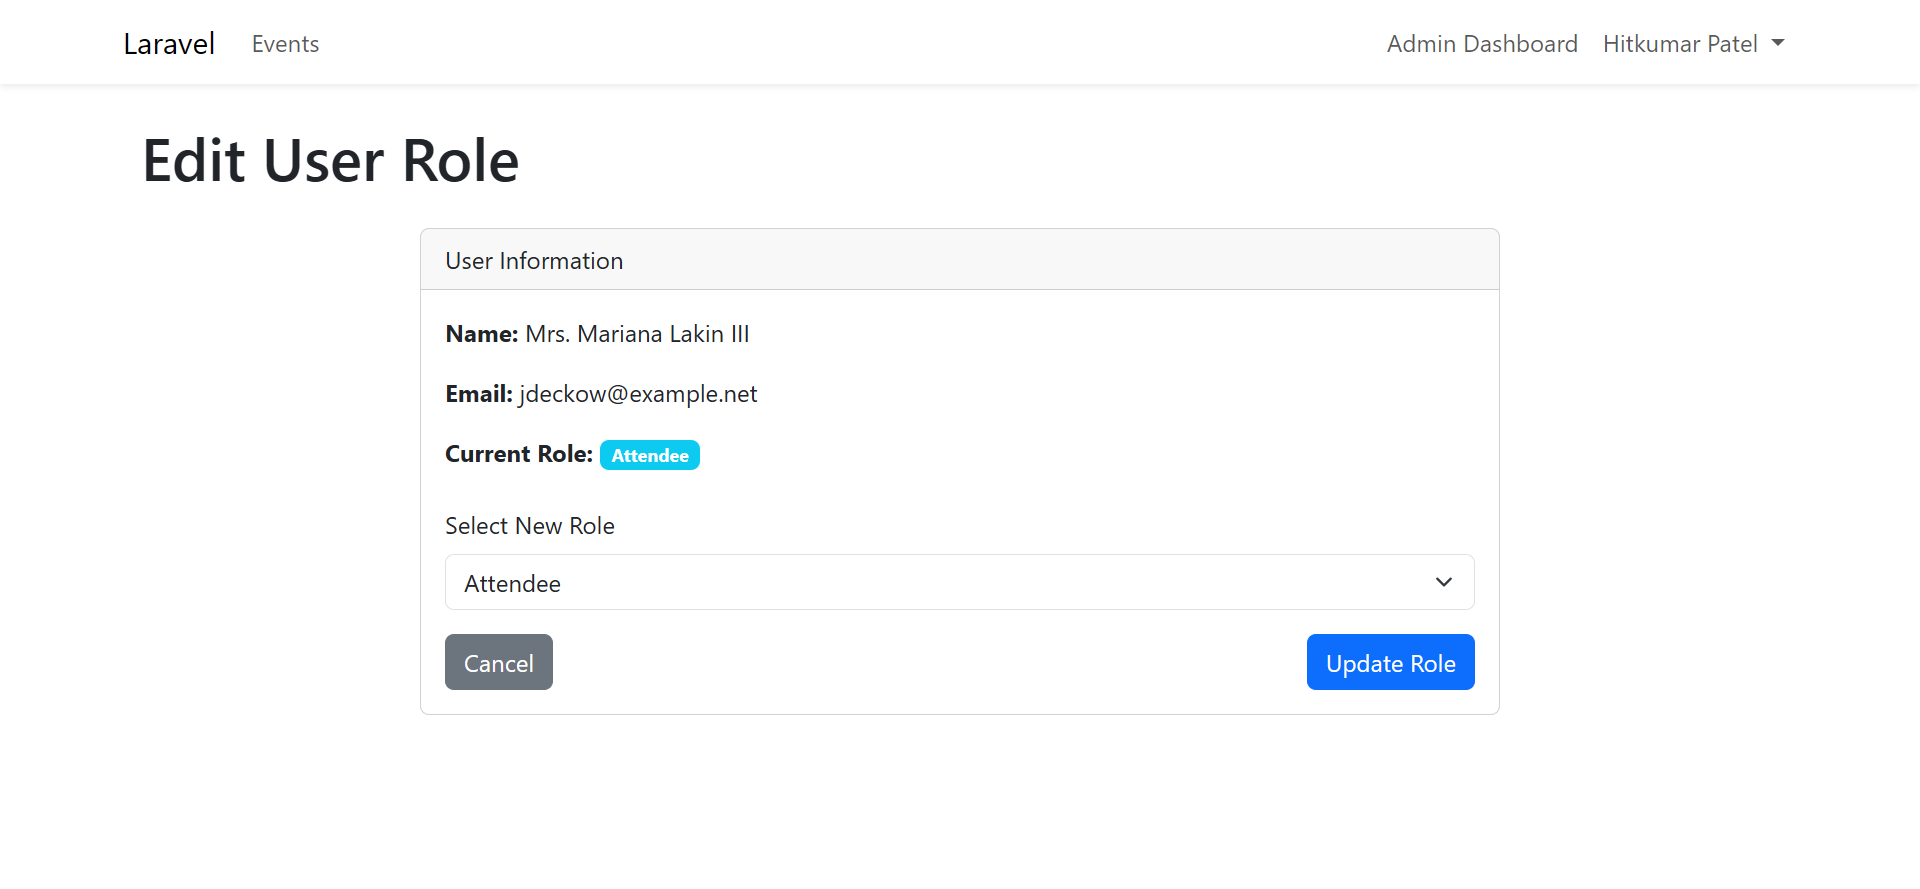 Laravel Events Admin Dashboard Hitkumar Patel
Edit User Role
User Information
Name: Mrs. Mariana Lakin III
Email: jdeckow@example.net
Current Role: Attendee
Select New Role
Attendee
Cancel Update Role